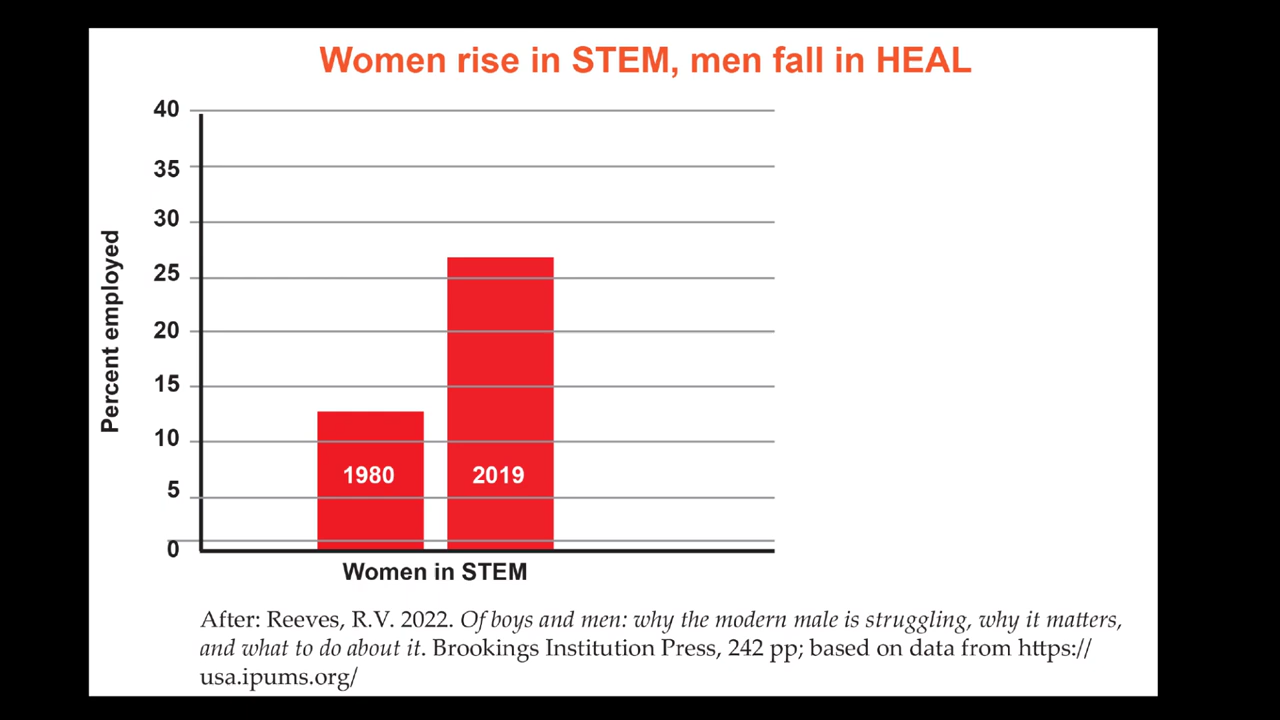 Women rise in STEM, men fall in HEAL
40
35
30
25
20
15
10
5
0
Percent employed
1980
2019
Women in STEM
After: Reeves, R.V. 2022. Of boys and men: why the modern male is struggling, why it matters,
and what to do about it. Brookings Institution Press, 242 pp; based on data from https://
usa.ipums.org/